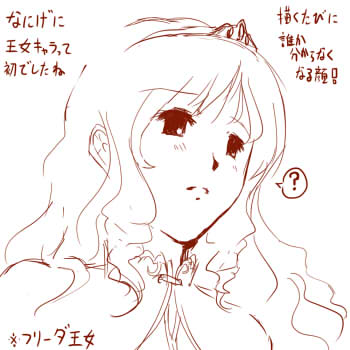 なにげに
王女キャラって
初でしたね
描くたびに
誰か
分からなく
なる顔!
?
※フリーダ王女